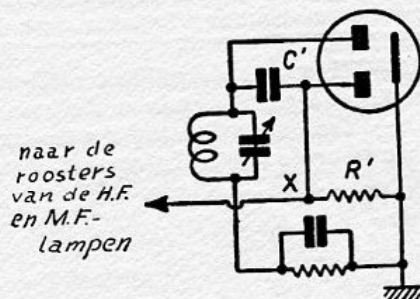 C'
naar de
roosters
van de H.F.
en M.F.-
lampen
X
R'